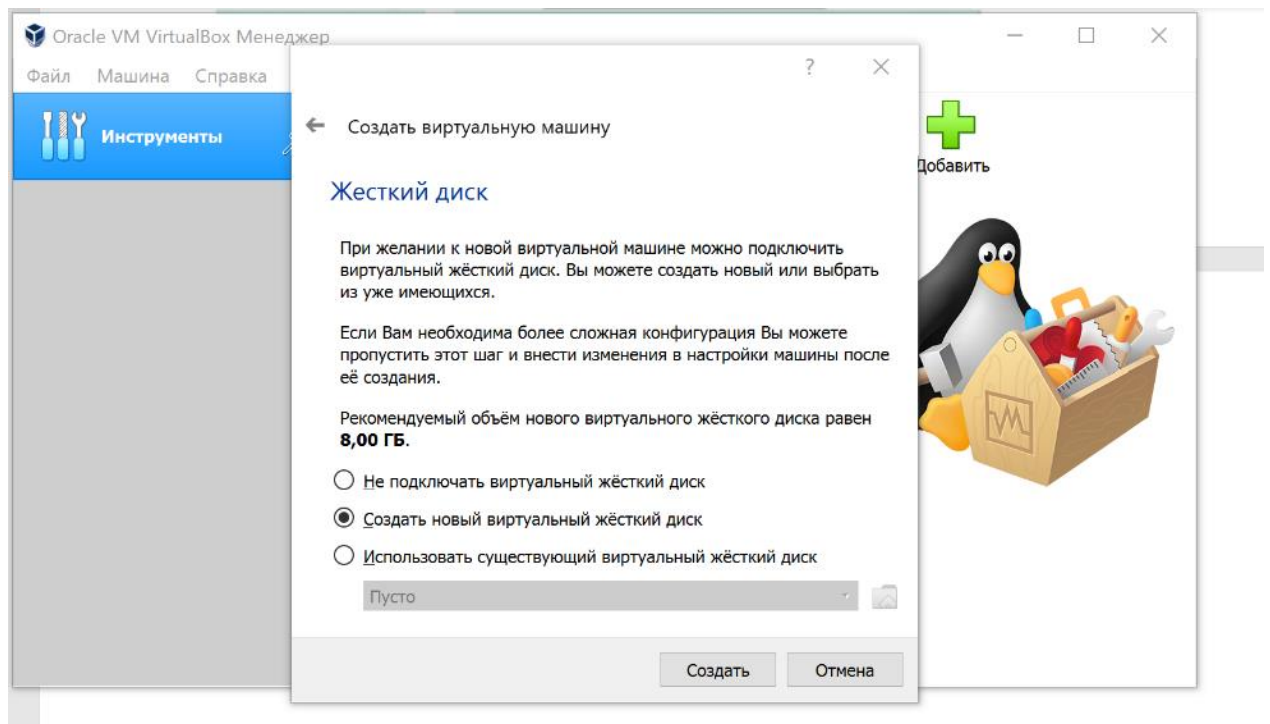 Oracle VM VirtualBox Менеджер
Файл Машина Справка
?
Инструменты
Создать виртуальную машину
Добавить
Жесткий диск
При желании к новой виртуальной машине можно подключить
виртуальный жёсткий диск. Вы можете создать новый или выбрать
из уже имеющихся.
Если Вам необходима более сложная конфигурация Вы можете
пропустить этот шаг и внести изменения в настройки машины после
её создания.
Рекомендуемый объём нового виртуального жёсткого диска равен
8,00 ГБ.
Не подключать виртуальный жёсткий диск
Создать новый виртуальный жёсткий диск
Использовать существующий виртуальный жёсткий диск
Пусто
Создать Отмена